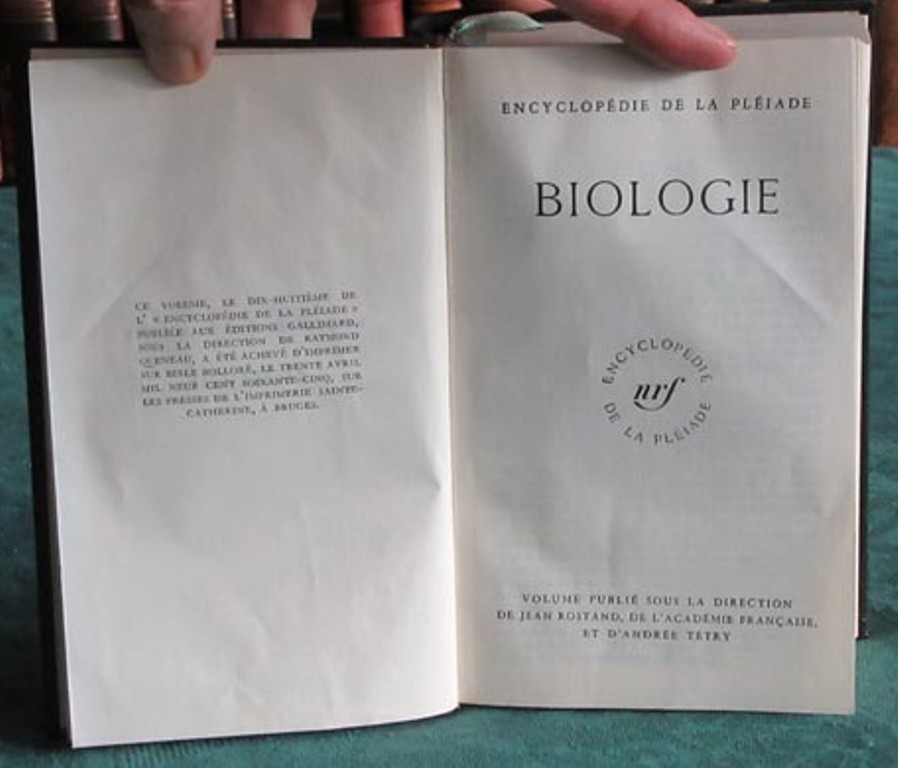 CE VOLUME, LE DIX-HUITIÈME DE
L' « ENCYCLOPÉDIE DE LA PLÉIADE »
PUBLIÉE AUX ÉDITIONS GALLIMARD,
SOUS LA DIRECTION DE RAYMOND
QUENEAU, A ÉTÉ ACHEVÉ D'IMPRIMER
SUR BIBLE BOLLORÉ, LE TRENTE AVRIL
MIL NEUF CENT SOIXANTE-CINQ, SUR
LES PRESSES DE L'IMPRIMERIE SAINTE-
CATHERINE, À BRUGES.
ENCYCLOPÉDIE DE LA PLÉIADE
BIOLOGIE
ENCYCLOPÉDIE
nrf
DE LA PLÉIADE
VOLUME PUBLIÉ SOUS LA DIRECTION
DE JEAN ROSTAND, DE L'ACADÉMIE FRANÇAISE,
ET D'ANDRÉE TÉTRY